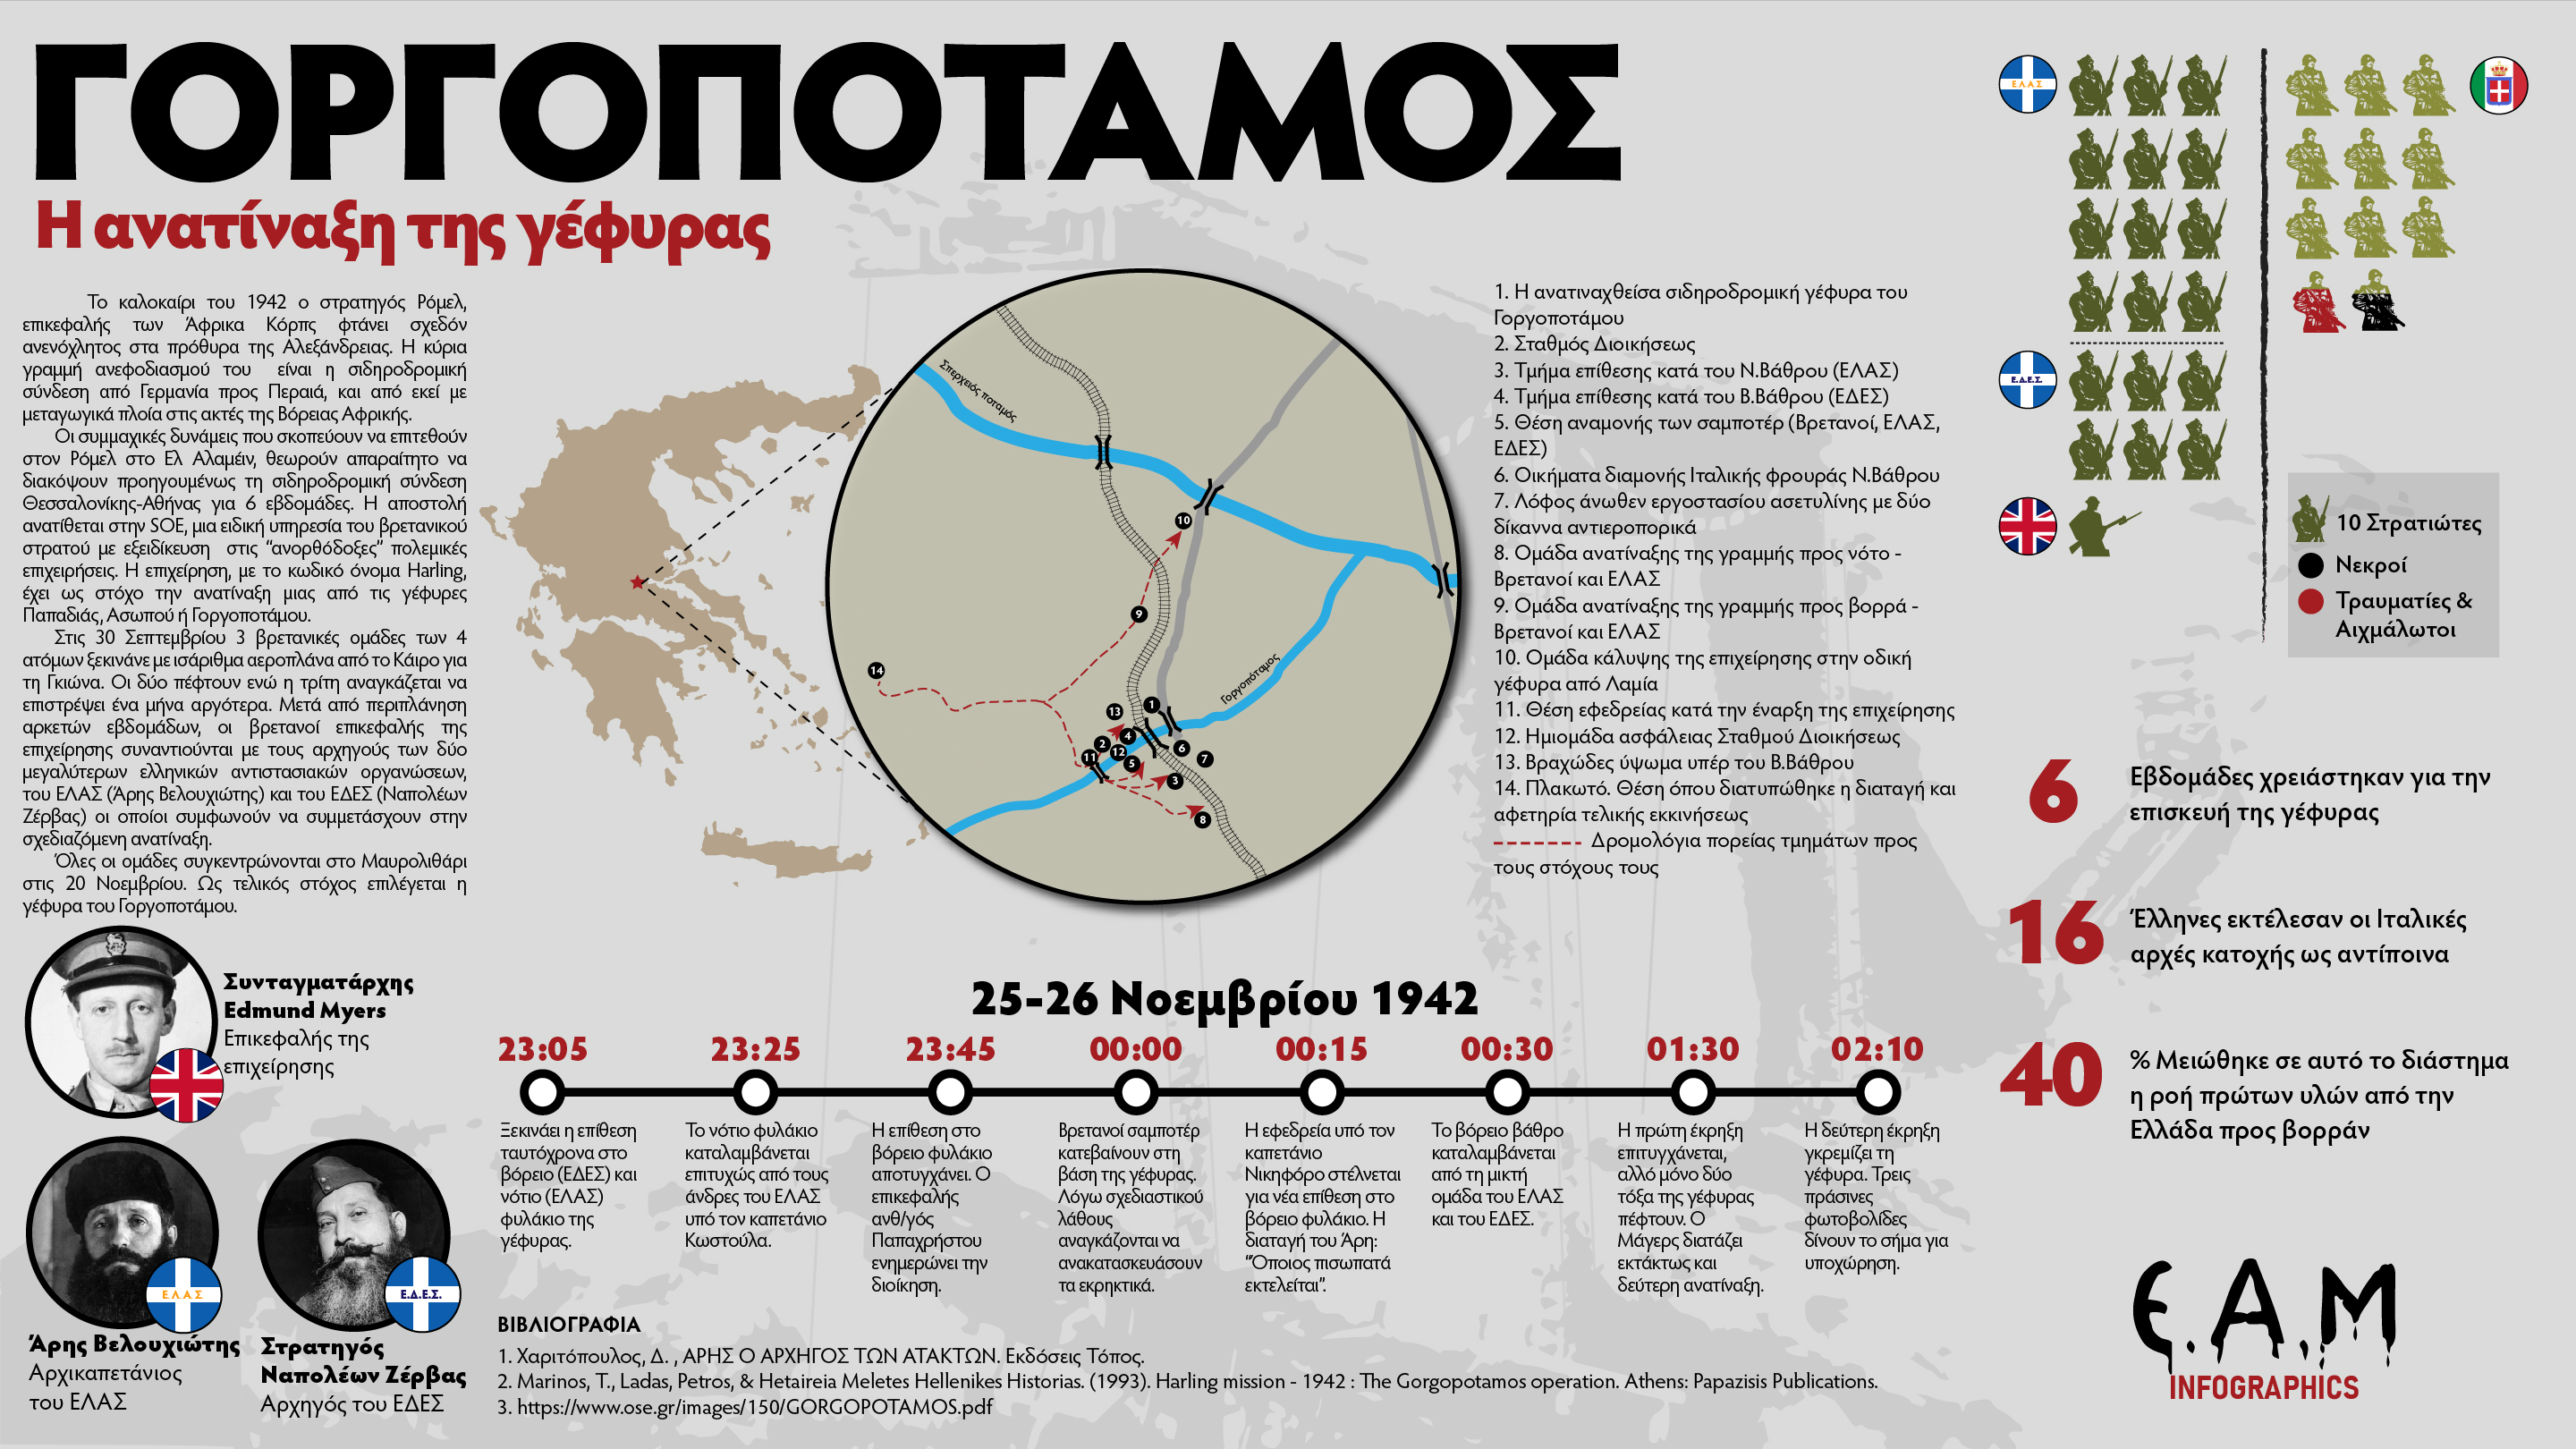 ΓΟΡΓΟΠΟΤΑΜΟΣ
Η ανατίναξη της γέφυρας
Το καλοκαίρι του 1942 ο στρατηγός Ρόμελ,
επικεφαλής των Άφρικα Κόρπς φτάνει σχεδόν
ανενόχλητος στα πρόθυρα της Αλεξάνδρειας. Η κύρια
γραμμή ανεφοδιασμού του είναι η σιδηροδρομική
σύνδεση από Γερμανία προς Περαιά, και από εκεί με
μεταγωγικά πλοία στις ακτές της Βόρειας Αφρικής.
Οι συμμαχικές δυνάμεις που σκοπεύουν να επιτεθούν
στον Ρόμελ στο Ελ Αλαμέιν, θεωρούν απαραίτητο να
διακόψουν προηγουμένως τη σιδηροδρομική σύνδεση
Θεσσαλονίκης-Αθήνας για 6 εβδομάδες. Η αποστολή
ανατίθεται στην SOE, μια ειδική υπηρεσία του βρετανικού
στρατού με εξειδίκευση στις “ανορθόδοξες” πολεμικές
επιχειρήσεις. Η επιχείρηση, με το κωδικό όνομα Harling,
έχει ως στόχο την ανατίναξη μιας από τις γέφυρες
Παπαδιάς, Ασωπού ή Γοργοποτάμου.
Στις 30 Σεπτεμβρίου 3 βρετανικές ομάδες των 4
ατόμων ξεκινάνε με ισάριθμα αεροπλάνα από το Κάιρο για
τη Γκιώνα. Οι δύο πέφτουν ενώ η τρίτη αναγκάζεται να
επιστρέψει ένα μήνα αργότερα. Μετά από περιπλάνηση
αρκετών εβδομάδων, οι βρετανοί επικεφαλής της
επιχείρησης συναντιούνται με τους αρχηγούς των δύο
μεγαλύτερων ελληνικών αντιστασιακών οργανώσεων,
του ΕΛΑΣ (Άρης Βελουχιώτης) και του ΕΔΕΣ (Ναπολέων
Ζέρβας) οι οποίοι συμφωνούν να συμμετάσχουν στην
σχεδιαζόμενη ανατίναξη.
Όλες οι ομάδες συγκεντρώνονται στο Μαυρολιθάρι
στις 20 Νοεμβρίου. Ως τελικός στόχος επιλέγεται η
γέφυρα του Γοργοποτάμου.
Συνταγματάρχης
Edmund Myers
Επικεφαλής της
επιχείρησης
Ε Λ Α Σ
Άρης Βελουχιώτης
Αρχικαπετάνιος
του ΕΛΑΣ
Ε.Δ.Ε.Σ.
Στρατηγός
Ναπολέων Ζέρβας
Αρχηγός του ΕΔΕΣ
Σπερχειός ποταμός
Γοργοπόταμος
10
9
14
13
1
2
4
12
11
5
6
7
3
8
1. Η ανατιναχθείσα σιδηροδρομική γέφυρα του
Γοργοποτάμου
2. Σταθμός Διοικήσεως
3. Τμήμα επίθεσης κατά του Ν.Βάθρου (ΕΛΑΣ)
4. Τμήμα επίθεσης κατά του Β.Βάθρου (ΕΔΕΣ)
5. Θέση αναμονής των σαμποτέρ (Βρετανοί, ΕΛΑΣ,
ΕΔΕΣ)
6. Οικήματα διαμονής Ιταλικής φρουράς Ν.Βάθρου
7. Λόφος άνωθεν εργοστασίου ασετυλίνης με δύο
δίκαννα αντιεροπορικά
8. Ομάδα ανατίναξης της γραμμής προς νότο -
Βρετανοί και ΕΛΑΣ
9. Ομάδα ανατίναξης της γραμμής προς βορρά -
Βρετανοί και ΕΛΑΣ
10. Ομάδα κάλυψης της επιχείρησης στην οδική
γέφυρα από Λαμία
11. Θέση εφεδρείας κατά την έναρξη της επιχείρησης
12. Ημιομάδα ασφάλειας Σταθμού Διοικήσεως
13. Βραχώδες ύψωμα υπέρ του Β.Βάθρου
14. Πλακωτό. Θέση όπου διατυπώθηκε η διαταγή και
αφετηρία τελικής εκκινήσεως
Δρομολόγια πορείας τμημάτων προς
τους στόχους τους
25-26 Νοεμβρίου 1942
23:05
Ξεκινάει η επίθεση
ταυτόχρονα στο
βόρειο (ΕΔΕΣ) και
νότιο (ΕΛΑΣ)
φυλάκιο της
γέφυρας.
23:25
Το νότιο φυλάκιο
καταλαμβάνεται
επιτυχώς από τους
άνδρες του ΕΛΑΣ
υπό τον καπετάνιο
Κωστούλα.
23:45
Η επίθεση στο
βόρειο φυλάκιο
αποτυγχάνει. Ο
επικεφαλής
ανθ/γός
Παπαχρήστου
ενημερώνει την
διοίκηση.
00:00
Βρετανοί σαμποτέρ
κατεβαίνουν στη
βάση της γέφυρας.
Λόγω σχεδιαστικού
λάθους
αναγκάζονται να
ανακατασκευάσουν
τα εκρηκτικά.
00:15
Η εφεδρεία υπό τον
καπετάνιο
Νικηφόρο στέλνεται
για νέα επίθεση στο
βόρειο φυλάκιο. Η
διαταγή του Άρη:
“Όποιος πισωπατά
εκτελείται”.
00:30
Το βόρειο βάθρο
καταλαμβάνεται
από τη μικτή
ομάδα του ΕΛΑΣ
και του ΕΔΕΣ.
01:30
Η πρώτη έκρηξη
επιτυγχάνεται,
αλλό μόνο δύο
τόξα της γέφυρας
πέφτουν. Ο
Μάγερς διατάζει
εκτάκτως και
δεύτερη ανατίναξη.
02:10
Η δεύτερη έκρηξη
γκρεμίζει τη
γέφυρα. Τρεις
πράσινες
φωτοβολίδες
δίνουν το σήμα για
υποχώρηση.
ΒΙΒΛΙΟΓΡΑΦΙΑ
1. Χαριτόπουλος, Δ. , ΑΡΗΣ Ο ΑΡΧΗΓΟΣ ΤΩΝ ΑΤΑΚΤΩΝ. Εκδόσεις Τόπος.
2. Marinos, T., Ladas, Petros, & Hetaireia Meletes Hellenikes Historias. (1993). Harling mission - 1942 : The Gorgopotamos operation. Athens: Papazisis Publications.
3. https://www.ose.gr/images/150/GORGOPOTAMOS.pdf
Ε Λ Α Σ
Ε.Δ.Ε.Σ.
10 Στρατιώτες
Νεκροί
Τραυματίες &
Αιχμάλωτοι
6
Εβδομάδες χρειάστηκαν για την
επισκευή της γέφυρας
16
Έλληνες εκτέλεσαν οι Ιταλικές
αρχές κατοχής ως αντίποινα
40
% Μειώθηκε σε αυτό το διάστημα
η ροή πρώτων υλών από την
Ελλάδα προς βορράν
Ε.Α.Μ
INFOGRAPHICS